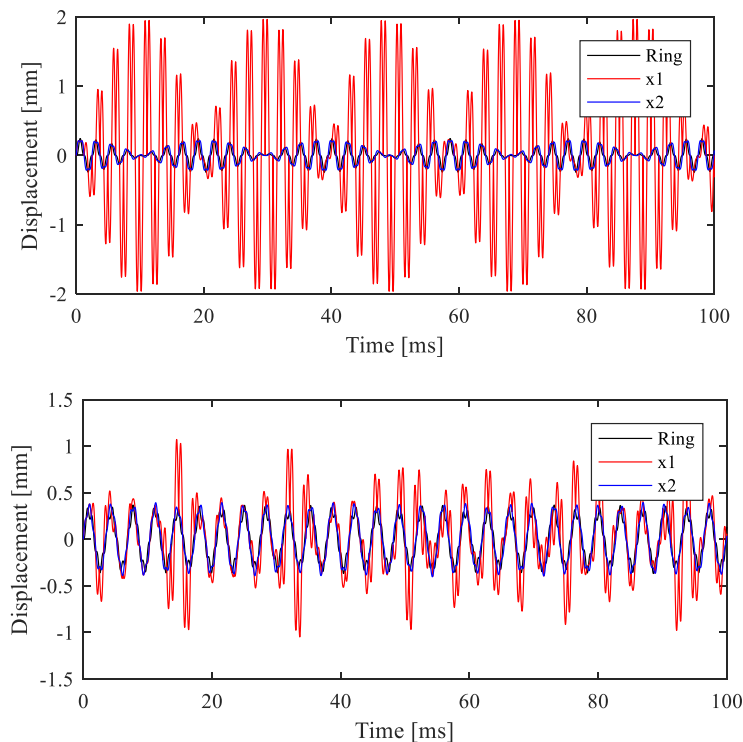 2
1
0
-1
-2
Displacement [mm]
Ring
x1
x2
0 20 40 60 80 100
Time [ms]
1.5
1
0.5
0
-0.5
-1
-1.5
Displacement [mm]
Ring
x1
x2
0 20 40 60 80 100
Time [ms]